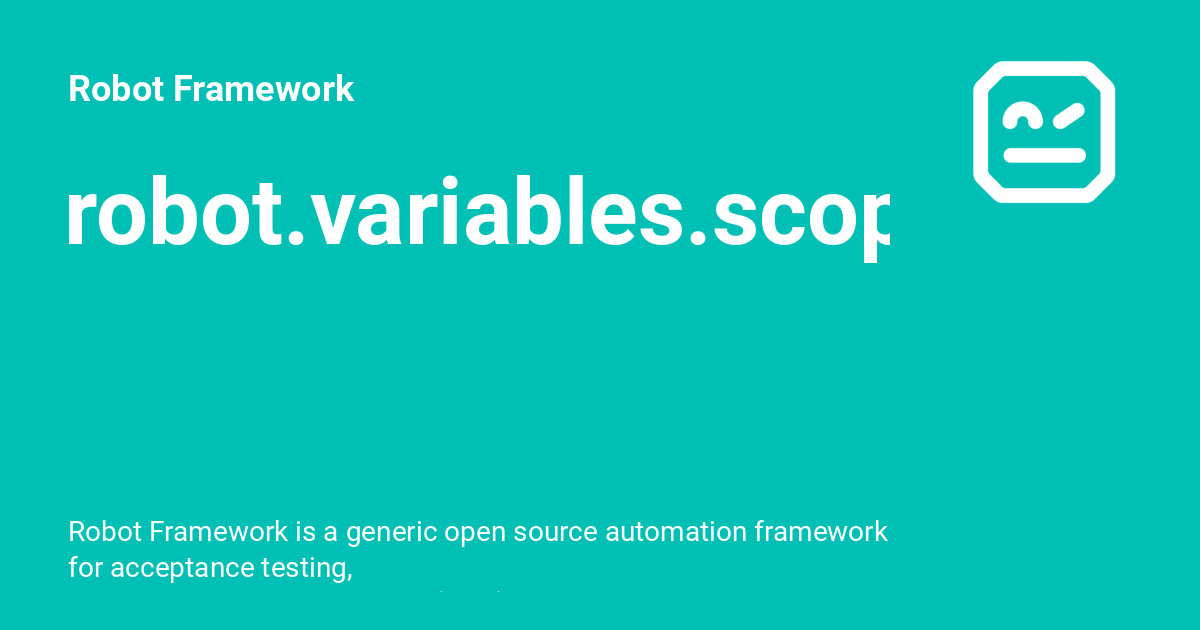 Robot Framework
robot.variables.scop
Robot Framework is a generic open source automation framework
for acceptance testing,